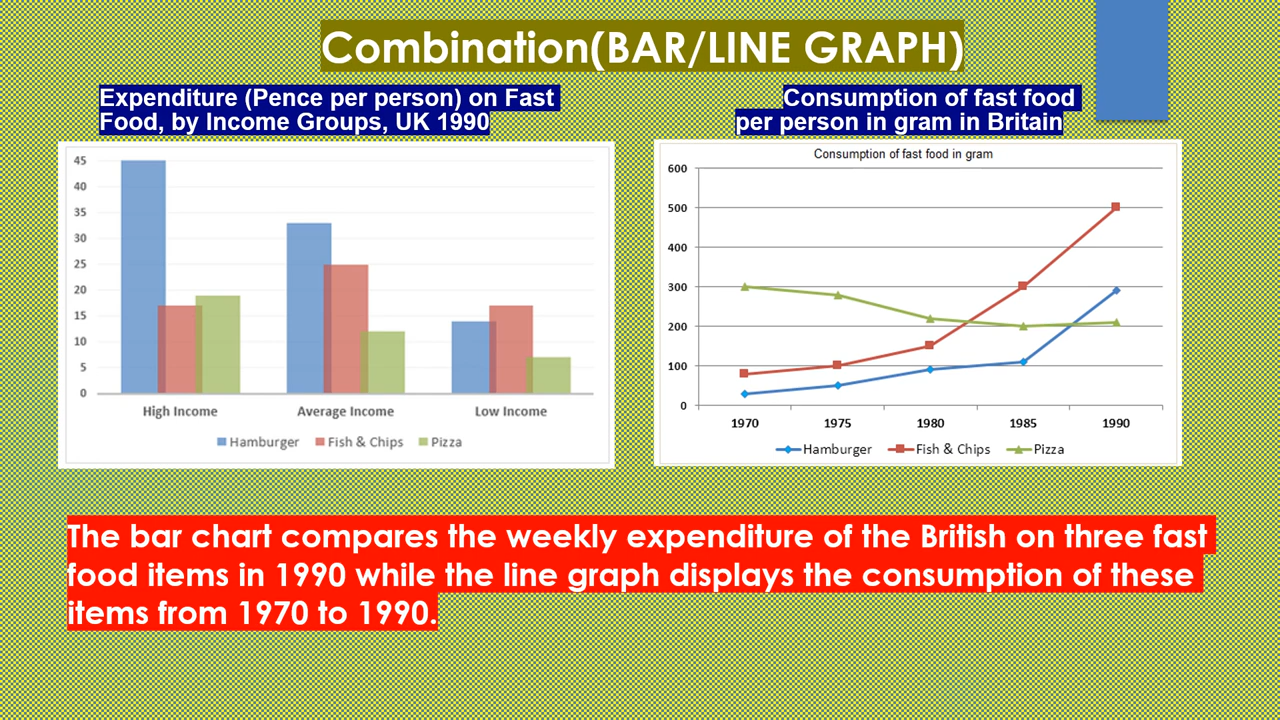 Combination(BAR/LINE GRAPH)
Expenditure (Pence per person) on Fast
Food, by Income Groups, UK 1990
45
40
35
30
25
20
15
10
5
0
High Income Average Income Low Income
Hamburger Fish & Chips Pizza
Consumption of fast food
per person in gram in Britain
Consumption of fast food in gram
600
500
400
300
200
100
0
1970 1975 1980 1985 1990
Hamburger Fish & Chips Pizza
The bar chart compares the weekly expenditure of the British on three fast
food items in 1990 while the line graph displays the consumption of these
items from 1970 to 1990.